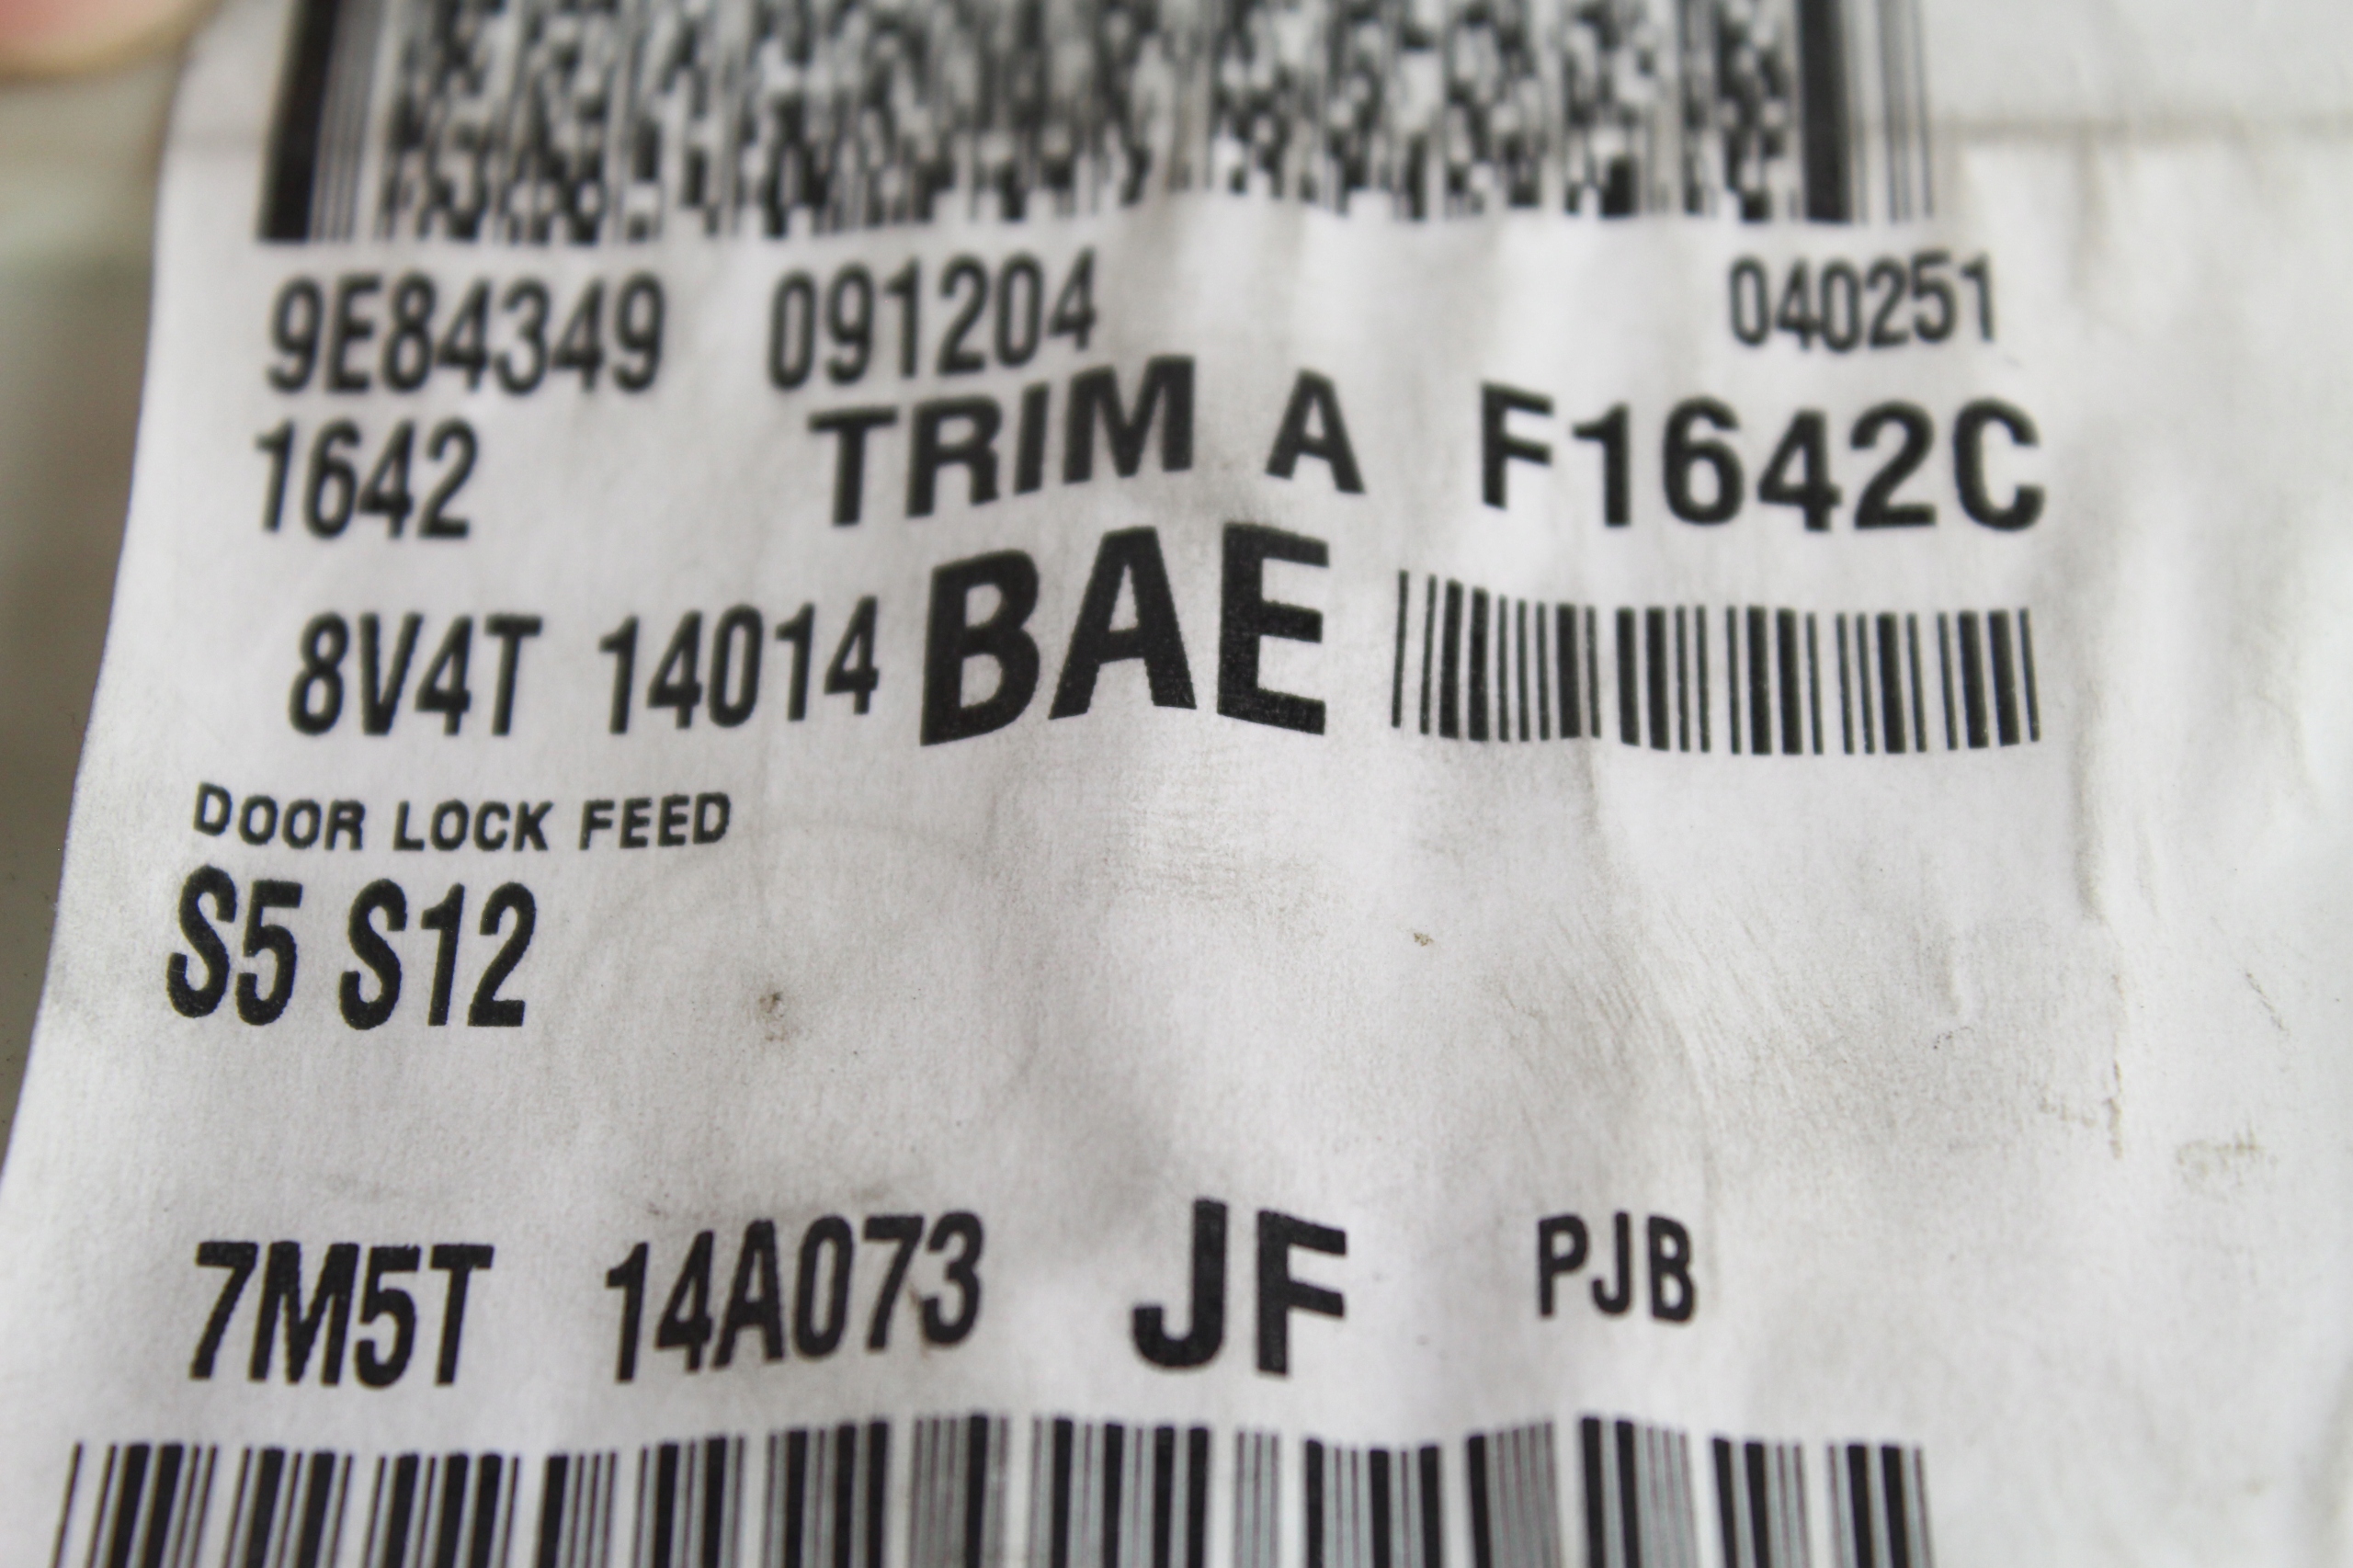 9E84349 091204 040251
1642 TRIM A F1642C
8V4T 14014 BAE
DOOR LOCK FEED
S5 S12
7M5T 14A073 JF PJB